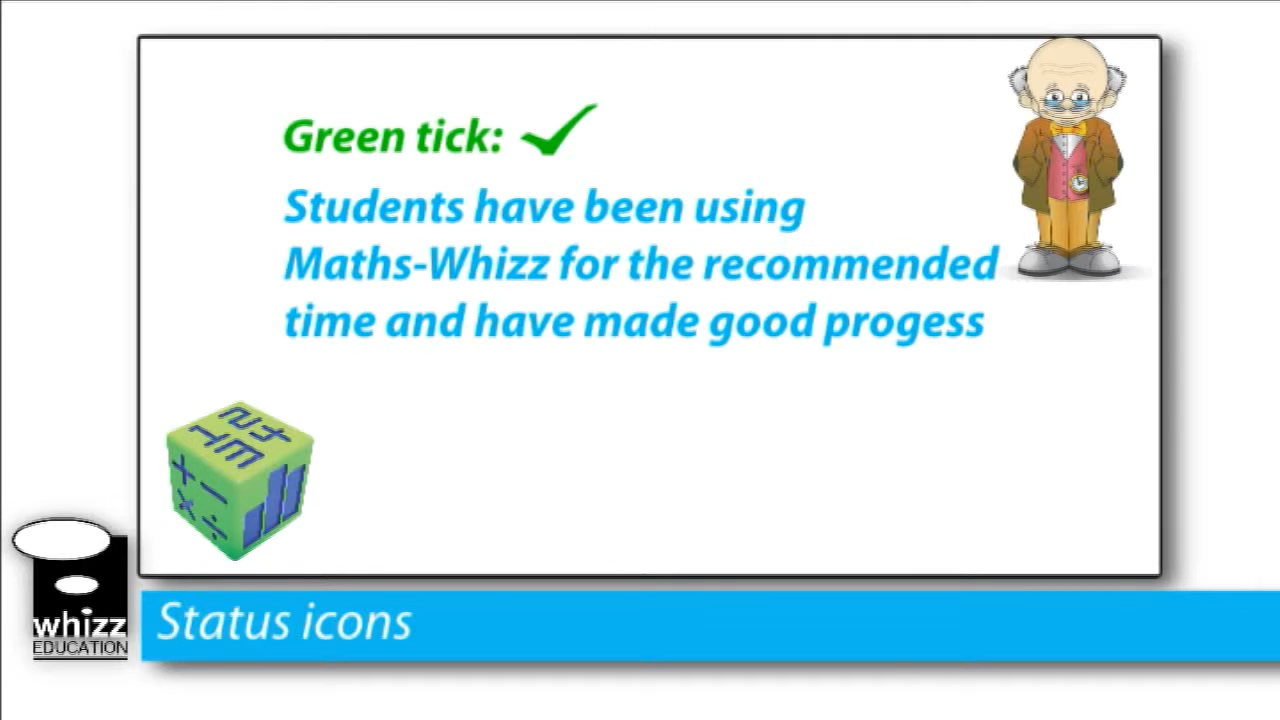 Green tick:
Students have been using
Maths-Whizz for the recommended
time and have made good progess
Status icons
whizz
EDUCATION